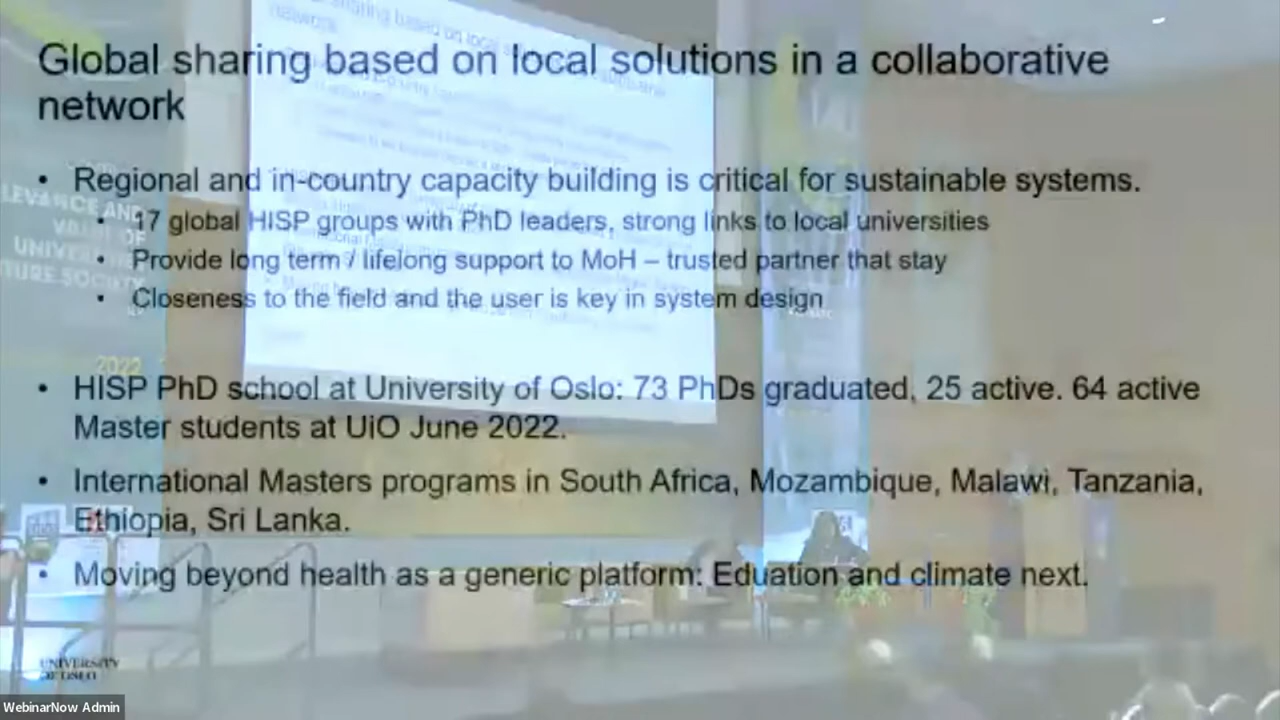 Global sharing based on local solutions in a collaborative
network
• Regional and in-country capacity building is critical for sustainable systems.
• 17 global HISP groups with PhD leaders, strong links to local universities
• Provide long term / lifelong support to MoH – trusted partner that stay
• Closeness to the field and the user is key in system design
• HISP PhD school at University of Oslo: 73 PhDs graduated, 25 active. 64 active
Master students at UiO June 2022.
• International Masters programs in South Africa, Mozambique, Malawi, Tanzania,
Ethiopia, Sri Lanka.
• Moving beyond health as a generic platform: Eduation and climate next.
2022
UNIVERSITY
OF OSLO
WebinarNow Admin